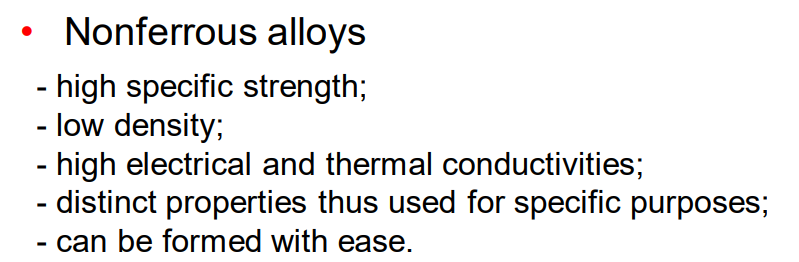 • Nonferrous alloys
- high specific strength;
- low density;
- high electrical and thermal conductivities;
- distinct properties thus used for specific purposes;
- can be formed with ease.